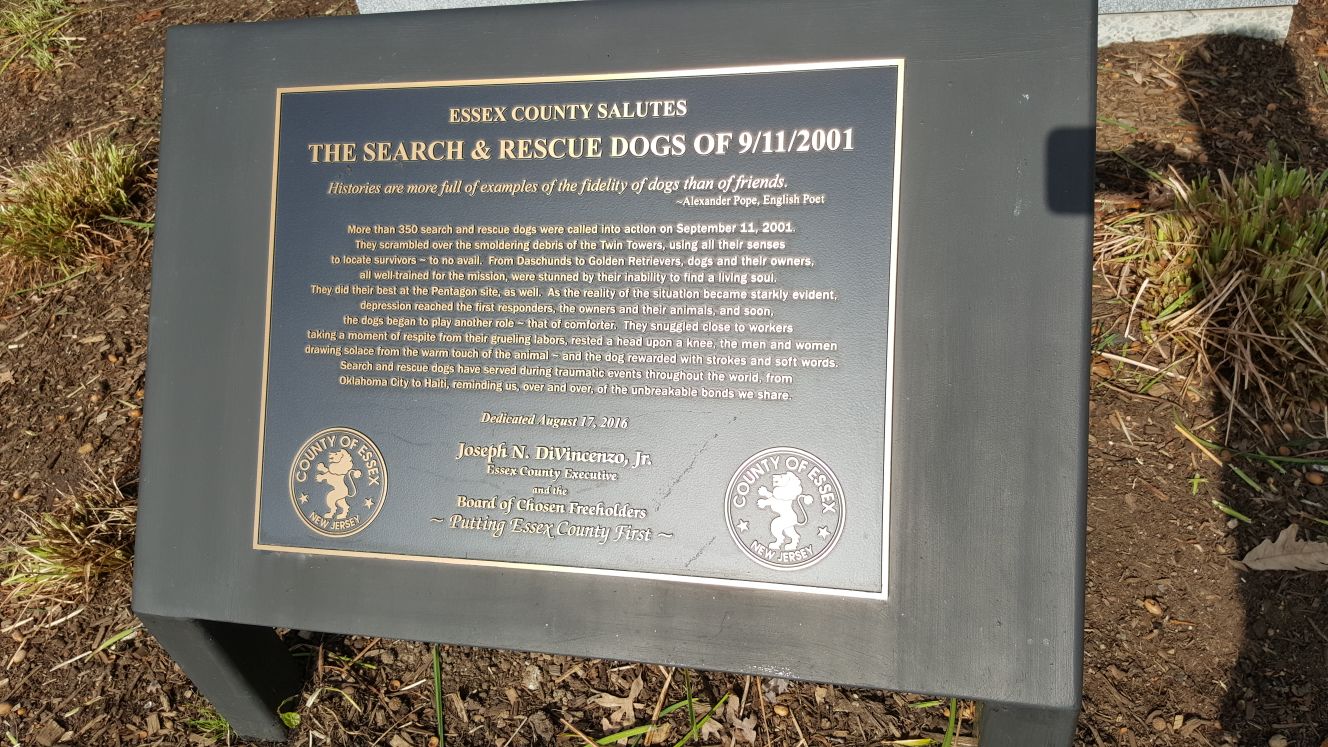 ESSEX COUNTY SALUTES
THE SEARCH & RESCUE DOGS OF 9/11/2001
Histories are more full of examples of the fidelity of dogs than of friends.
~Alexander Pope, English Poet
More than 350 search and rescue dogs were called into action on September 11, 2001.
They scrambled over the smoldering debris of the Twin Towers, using all their senses
to locate survivors ~ to no avail. From Daschunds to Golden Retrievers, dogs and their owners,
all well-trained for the mission, were stunned by their inability to find a living soul.
They did their best at the Pentagon site, as well. As the reality of the situation became starkly evident,
depression reached the first responders, the owners and their animals, and soon,
the dogs began to play another role ~ that of comforter. They snuggled close to workers
taking a moment of respite from their grueling labors, rested a head upon a knee, the men and women
drawing solace from the warm touch of the animal ~ and the dog rewarded with strokes and soft words.
Search and rescue dogs have served during traumatic events throughout the world, from
Oklahoma City to Haiti, reminding us, over and over, of the unbreakable bonds we share.
Dedicated August 17, 2016
Joseph N. DiVincenzo, Jr.
Essex County Executive
and the
Board of Chosen Freeholders
~ Putting Essex County First ~
COUNTY OF ESSEX
NEW JERSEY
COUNTY OF ESSEX
NEW JERSEY